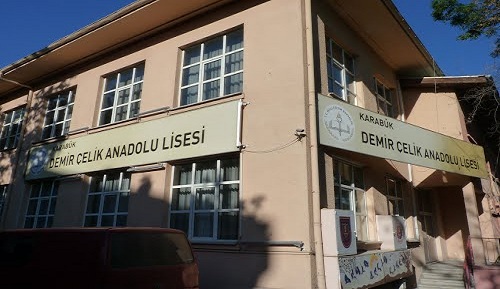 KARABÜK
DEMİR ÇELİK ANADOLU LİSESİ
KARABÜK
DEMİR ÇELİK ANADOLU LİSESİ